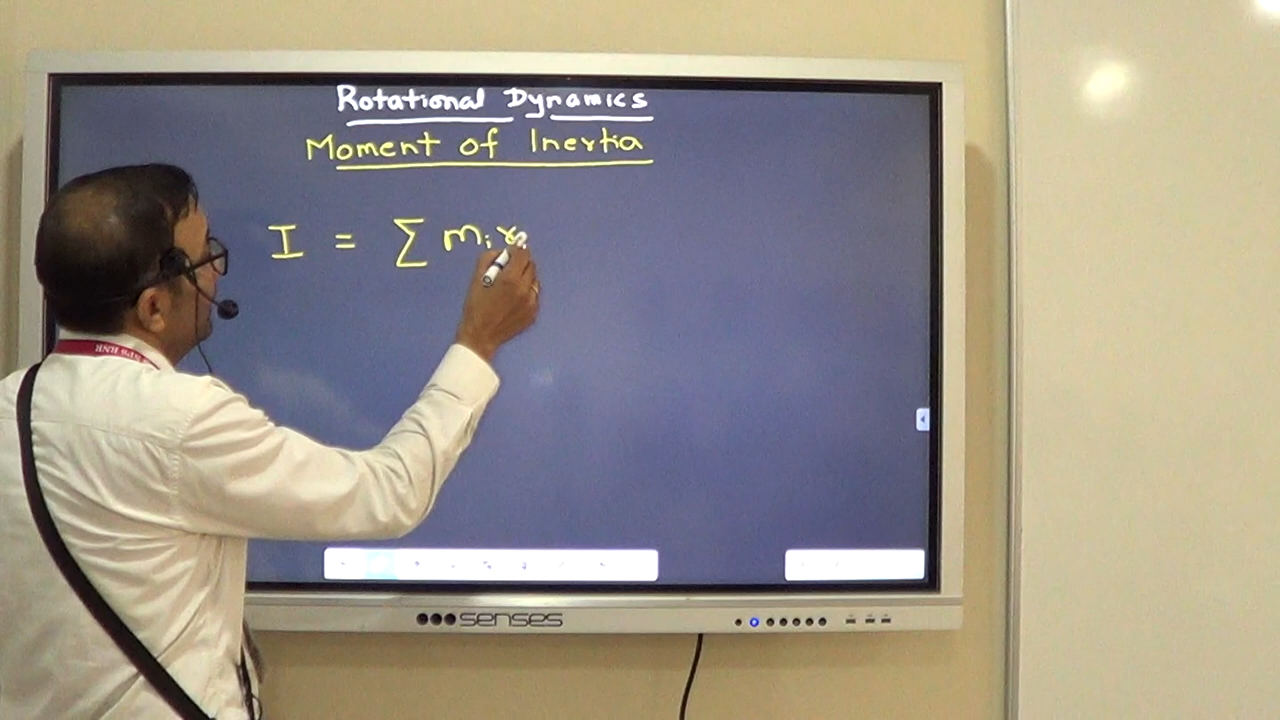 Rotational Dynamics
Moment of Inertia
I = ∑ mᵢ r
senses